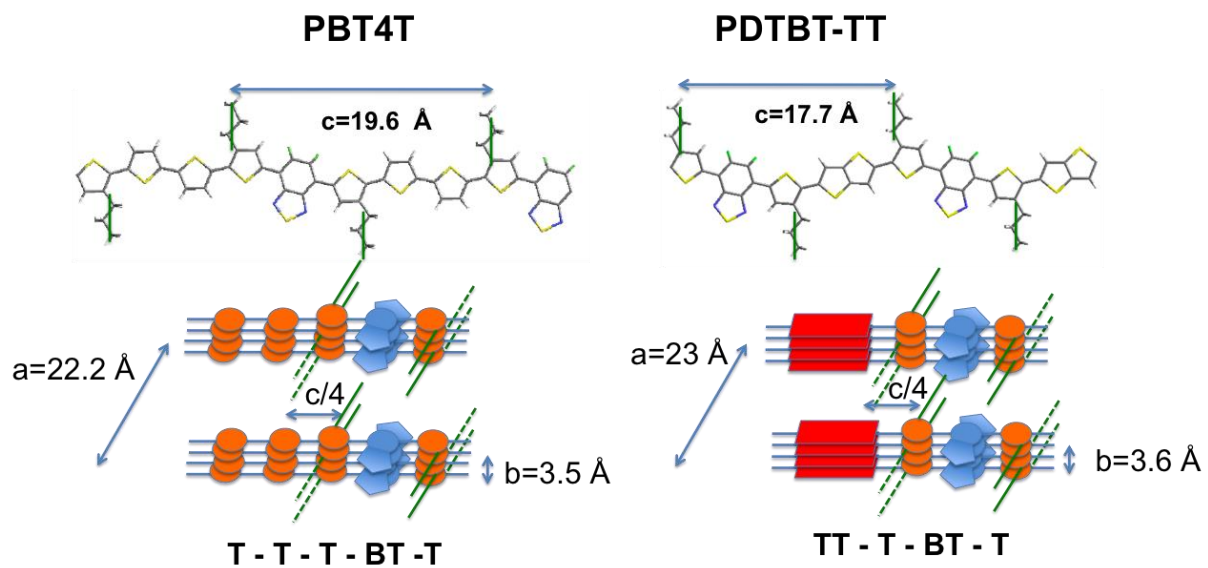 PBT4T
PDTBT-TT
c=19.6 Å
c=17.7 Å
a=22.2 Å
c/4
b=3.5 Å
a=23 Å
c/4
b=3.6 Å
T - T - T - BT -T
TT - T - BT - T